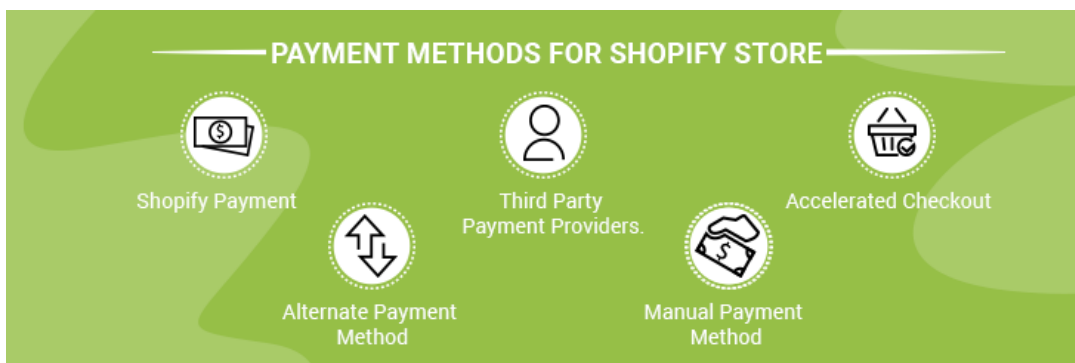 PAYMENT METHODS FOR SHOPIFY STORE
Shopify Payment
Third Party
Payment Providers.
Accelerated Checkout
Alternate Payment
Method
Manual Payment
Method